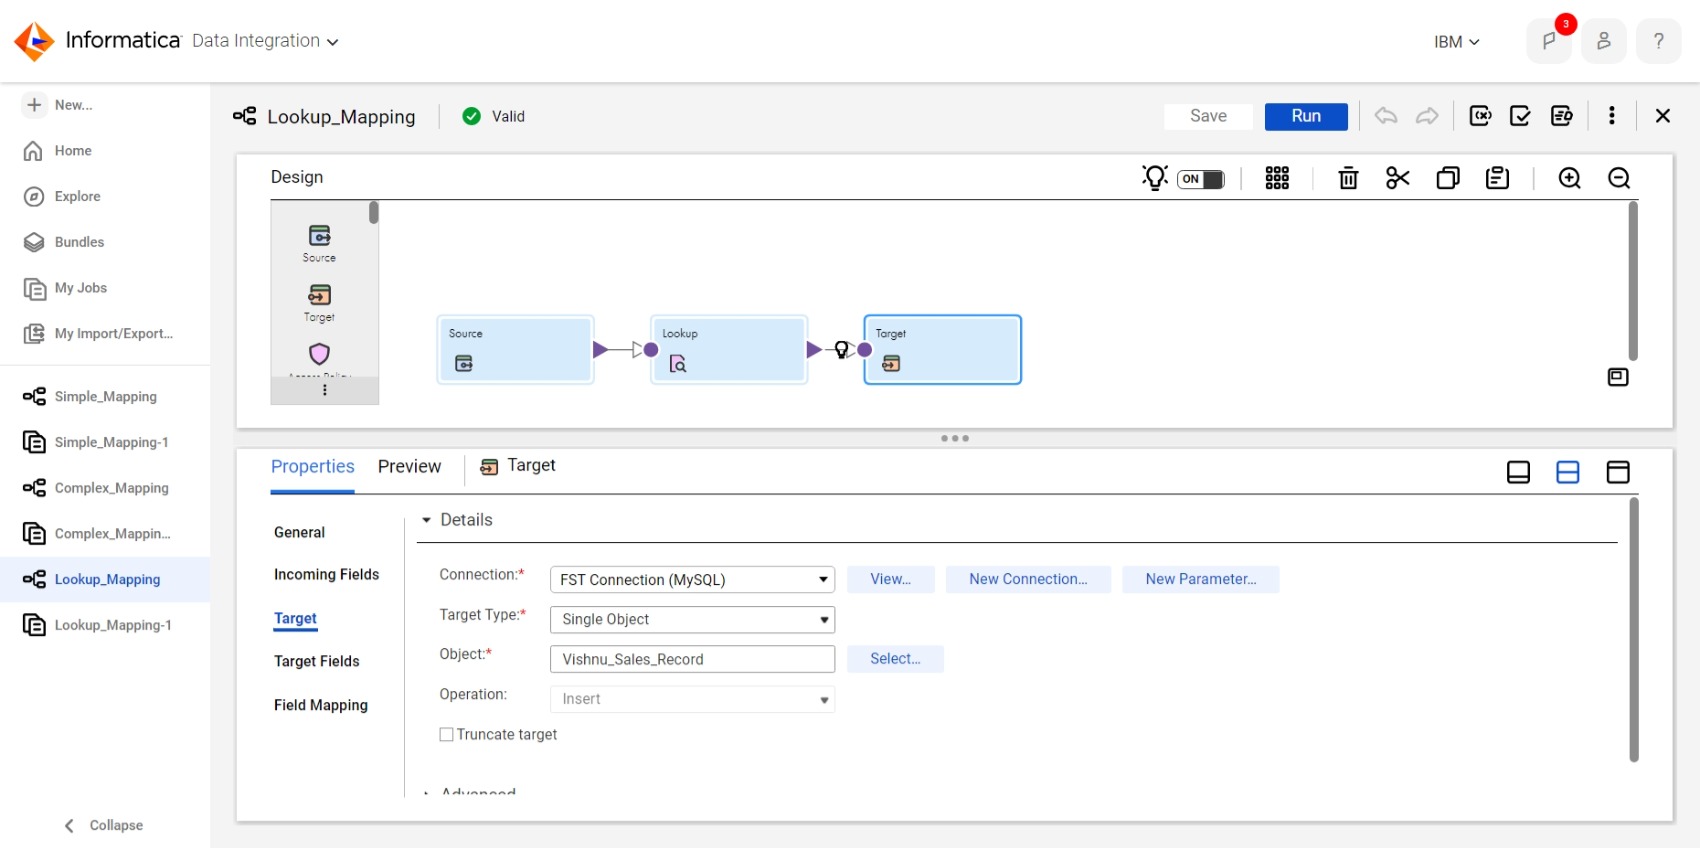 Informatica Data Integration
IBM
3
?
New...
Home
Explore
Bundles
My Jobs
My Import/Export...
Simple_Mapping
Simple_Mapping-1
Complex_Mapping
Complex_Mappin...
Lookup_Mapping
Lookup_Mapping-1
Collapse
Lookup_Mapping
Valid
Save
Run
Design
ON
Source
Target
Access Policy
Source
Lookup
Target
Properties
Preview
Target
General
Incoming Fields
Target
Target Fields
Field Mapping
Details
Connection:* FST Connection (MySQL) View... New Connection... New Parameter...
Target Type:* Single Object
Object:* Vishnu_Sales_Record Select...
Operation: Insert
Truncate target
Advanced